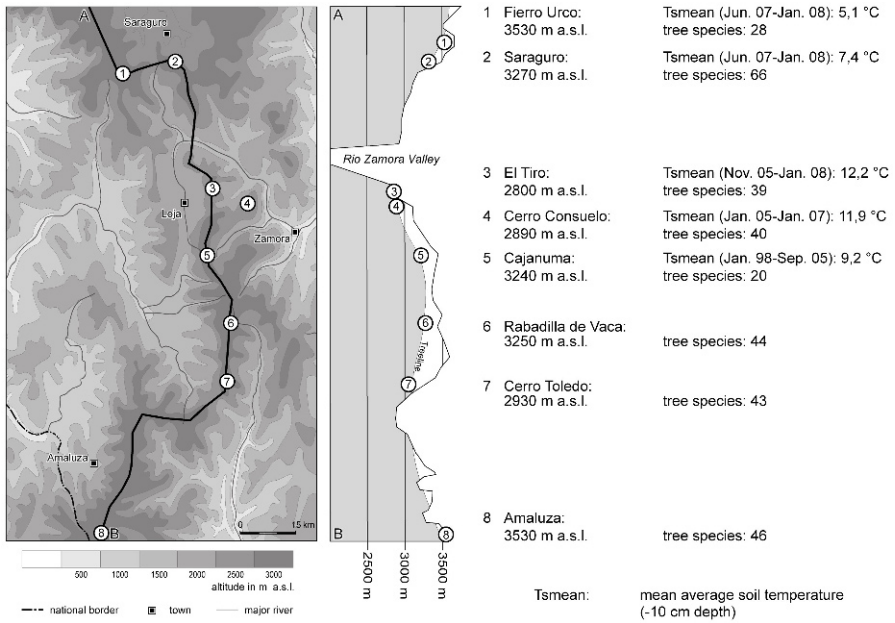 A
Saraguro
1
2
3
4
Loja
Zamora
5
6
7
Amaluza
8
B
0 15 km
500 1000 1500 2000 2500 3000
altitude in m a.s.l.
national border town major river
A
1
2
Rio Zamora Valley
3
4
5
6
Treeline
7
B
8
2500 m
3000 m
3500 m
1 Fierro Urco: Tsmean (Jun. 07-Jan. 08): 5,1 °C
3530 m a.s.l. tree species: 28
2 Saraguro: Tsmean (Jun. 07-Jan. 08): 7,4 °C
3270 m a.s.l. tree species: 66
3 El Tiro: Tsmean (Nov. 05-Jan. 08): 12,2 °C
2800 m a.s.l. tree species: 39
4 Cerro Consuelo: Tsmean (Jan. 05-Jan. 07): 11,9 °C
2890 m a.s.l. tree species: 40
5 Cajanuma: Tsmean (Jan. 98-Sep. 05): 9,2 °C
3240 m a.s.l. tree species: 20
6 Rabadilla de Vaca:
3250 m a.s.l. tree species: 44
7 Cerro Toledo:
2930 m a.s.l. tree species: 43
8 Amaluza:
3530 m a.s.l. tree species: 46
Tsmean: mean average soil temperature
(-10 cm depth)